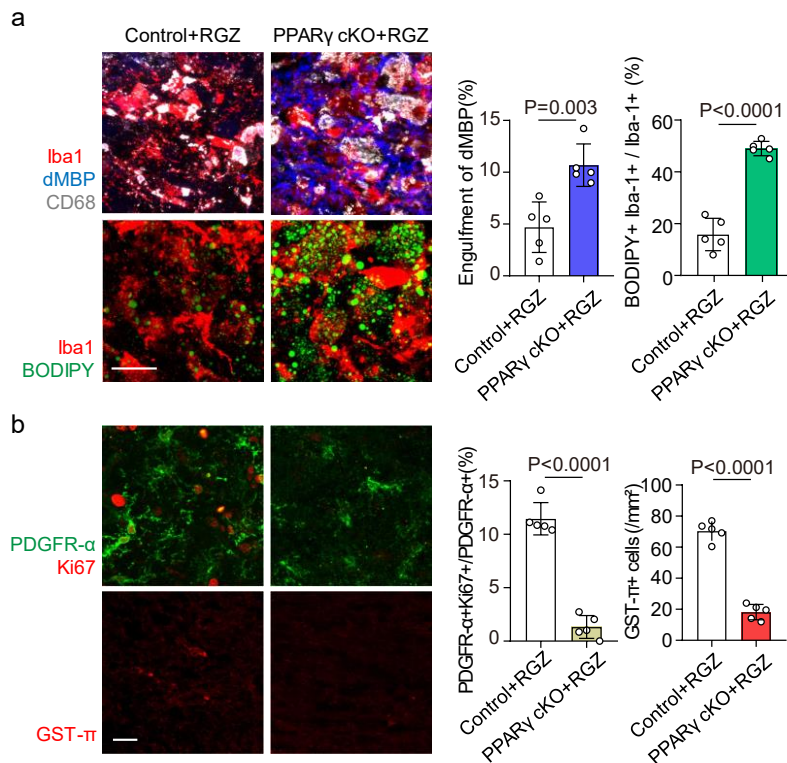 a
Control+RGZ
PPARγ cKO+RGZ
Iba1
dMBP
CD68
Iba1
BODIPY
Engulfment of dMBP(%)
15
10
5
0
P=0.003
Control+RGZ
PPARγ cKO+RGZ
BODIPY+ Iba-1+ / Iba-1+ (%)
60
40
20
0
P<0.0001
Control+RGZ
PPARγ cKO+RGZ
b
PDGFR-α
Ki67
GST-π
PDGFR-α+Ki67+/PDGFR-α+(%)
15
10
5
0
P<0.0001
Control+RGZ
PPARγ cKO+RGZ
GST-π+ cells (/mm²)
100
80
60
40
20
0
P<0.0001
Control+RGZ
PPARγ cKO+RGZ